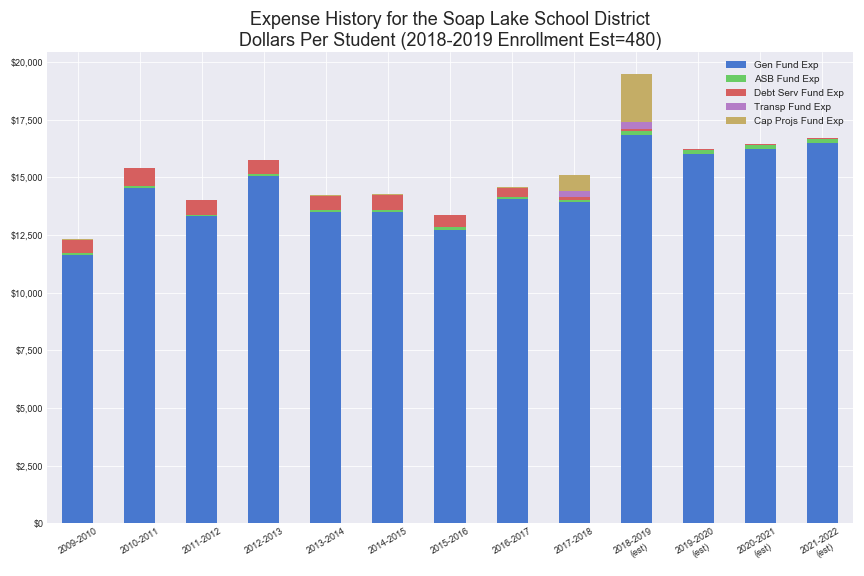 Expense History for the Soap Lake School District
Dollars Per Student (2018-2019 Enrollment Est=480)
Gen Fund Exp
ASB Fund Exp
Debt Serv Fund Exp
Transp Fund Exp
Cap Projs Fund Exp
$20,000
$17,500
$15,000
$12,500
$10,000
$7,500
$5,000
$2,500
$0
2009-2010
2010-2011
2011-2012
2012-2013
2013-2014
2014-2015
2015-2016
2016-2017
2017-2018
2018-2019
(est)
2019-2020
(est)
2020-2021
(est)
2021-2022
(est)